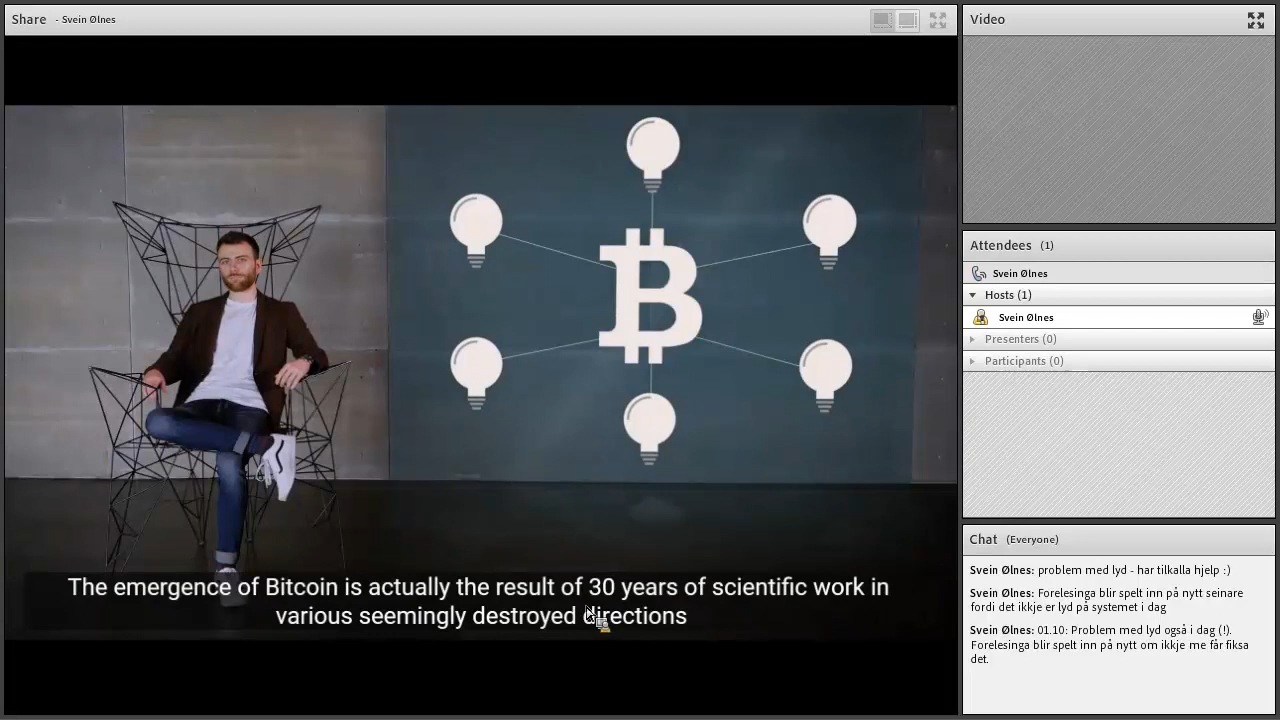 Share - Svein Ølnes
The emergence of Bitcoin is actually the result of 30 years of scientific work in
various seemingly destroyed directions
Video
Attendees (1)
Svein Ølnes
Hosts (1)
Svein Ølnes
Presenters (0)
Participants (0)
Chat (Everyone)
Svein Ølnes: problem med lyd - har tilkalla hjelp :)
Svein Ølnes: Forelesinga blir spelt inn på nytt seinare
fordi det ikkje er lyd på systemet i dag
Svein Ølnes: 01.10: Problem med lyd også i dag (!).
Forelesinga blir spelt inn på nytt om ikkje me får fiksa
det.